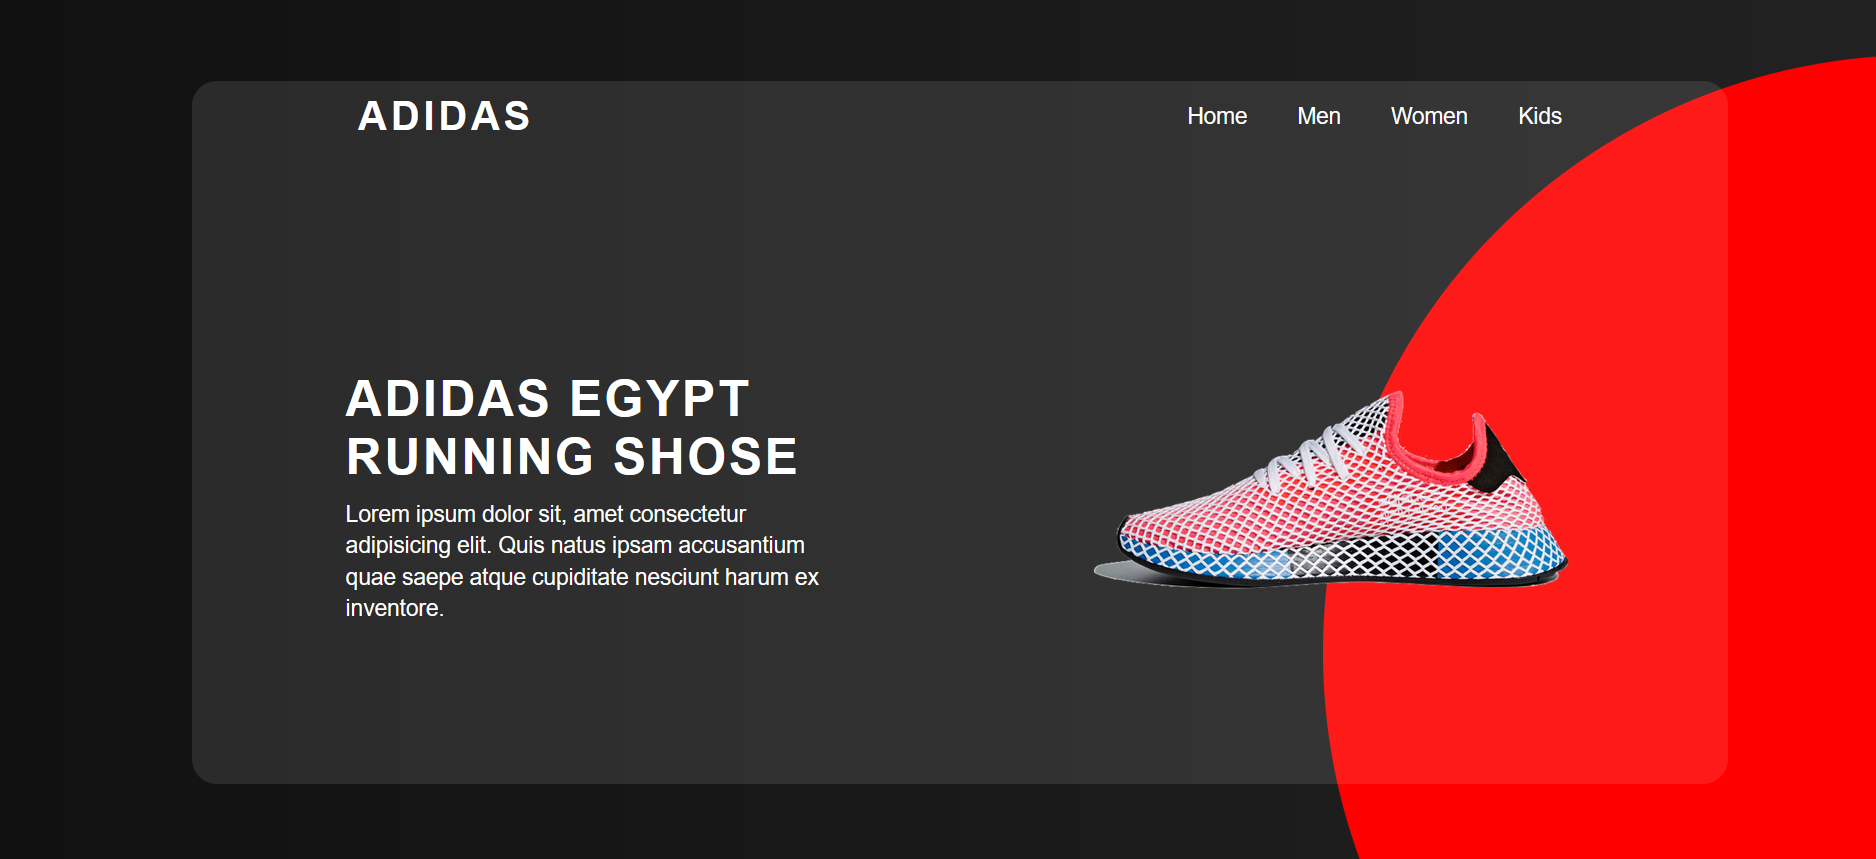 ADIDAS
Home Men Women Kids
ADIDAS EGYPT
RUNNING SHOSE
Lorem ipsum dolor sit, amet consectetur
adipisicing elit. Quis natus ipsam accusantium
quae saepe atque cupiditate nesciunt harum ex
inventore.